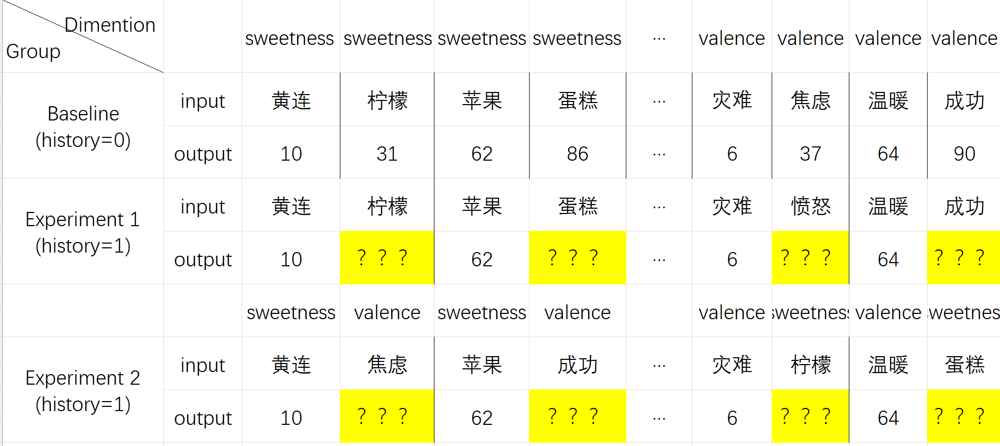 Dimention
Group
sweetness sweetness sweetness sweetness … valence valence valence valence
Baseline
(history=0)
input 黄连 柠檬 苹果 蛋糕 … 灾难 焦虑 温暖 成功
output 10 31 62 86 … 6 37 64 90
Experiment 1
(history=1)
input 黄连 柠檬 苹果 蛋糕 … 灾难 愤怒 温暖 成功
output 10 ？？？ 62 ？？？ … 6 ？？？ 64 ？？？
sweetness valence sweetness valence valence sweetness valence sweetnes
Experiment 2
(history=1)
input 黄连 焦虑 苹果 成功 … 灾难 柠檬 温暖 蛋糕
output 10 ？？？ 62 ？？？ … 6 ？？？ 64 ？？？